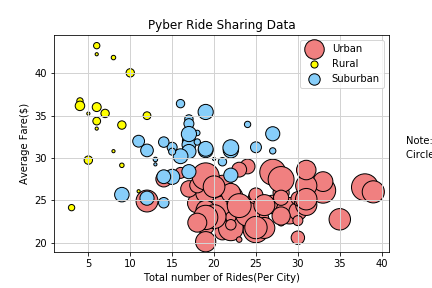 Pyber Ride Sharing Data
Average Fare($)
40
35
30
25
20
Urban
Rural
Suburban
Note:
Circle
5
10
15
20
25
30
35
40
Total number of Rides(Per City)